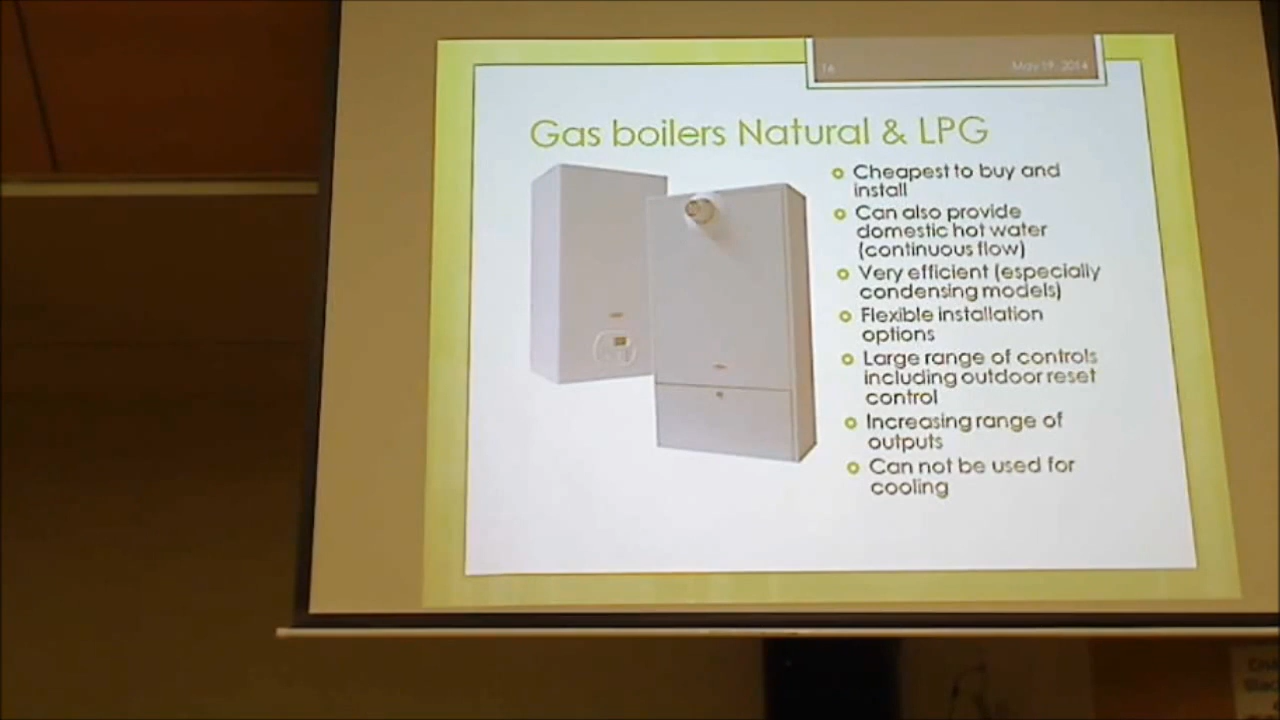 16 May 19, 2014
Gas boilers Natural & LPG
Cheapest to buy and
install
Can also provide
domestic hot water
(continuous flow)
Very efficient (especially
condensing models)
Flexible installation
options
Large range of controls
including outdoor reset
control
Increasing range of
outputs
Can not be used for
cooling